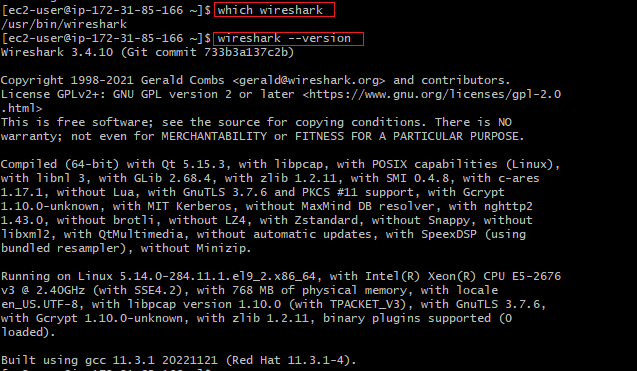 [ec2-user@ip-172-31-85-166 ~]$ which wireshark
/usr/bin/wireshark
[ec2-user@ip-172-31-85-166 ~]$ wireshark --version
Wireshark 3.4.10 (Git commit 733b3a137c2b)
Copyright 1998-2021 Gerald Combs <gerald@wireshark.org> and contributors.
License GPLv2+: GNU GPL version 2 or later <https://www.gnu.org/licenses/gpl-2.0
.html>
This is free software; see the source for copying conditions. There is NO
warranty; not even for MERCHANTABILITY or FITNESS FOR A PARTICULAR PURPOSE.
Compiled (64-bit) with Qt 5.15.3, with libpcap, with POSIX capabilities (Linux),
with libnl 3, with GLib 2.68.4, with zlib 1.2.11, with SMI 0.4.8, with c-ares
1.17.1, without Lua, with GnuTLS 3.7.6 and PKCS #11 support, with Gcrypt
1.10.0-unknown, with MIT Kerberos, without MaxMind DB resolver, with nghttp2
1.43.0, without brotli, without LZ4, with Zstandard, without Snappy, without
libxml2, with QtMultimedia, without automatic updates, with SpeexDSP (using
bundled resampler), without Minizip.
Running on Linux 5.14.0-284.11.1.el9_2.x86_64, with Intel(R) Xeon(R) CPU E5-2676
v3 @ 2.40GHz (with SSE4.2), with 768 MB of physical memory, with locale
en_US.UTF-8, with libpcap version 1.10.0 (with TPACKET_V3), with GnuTLS 3.7.6,
with Gcrypt 1.10.0-unknown, with zlib 1.2.11, binary plugins supported (0
loaded).
Built using gcc 11.3.1 20221121 (Red Hat 11.3.1-4).
[ec2-user@ip-172-31-85-166 ~]$